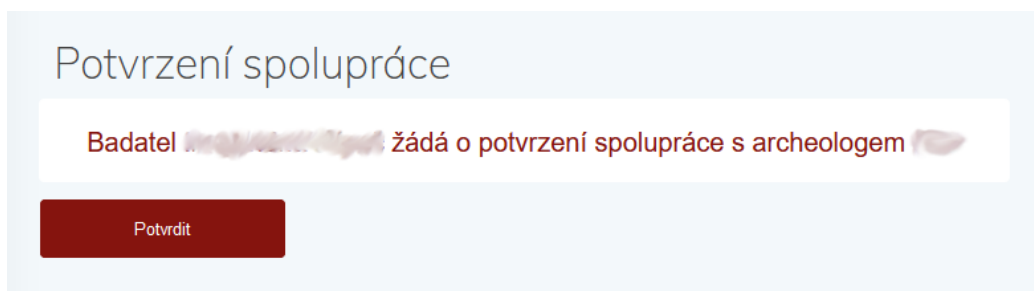 Potvrzení spolupráce
Badatel žádá o potvrzení spolupráce s archeologem
Potvrdit